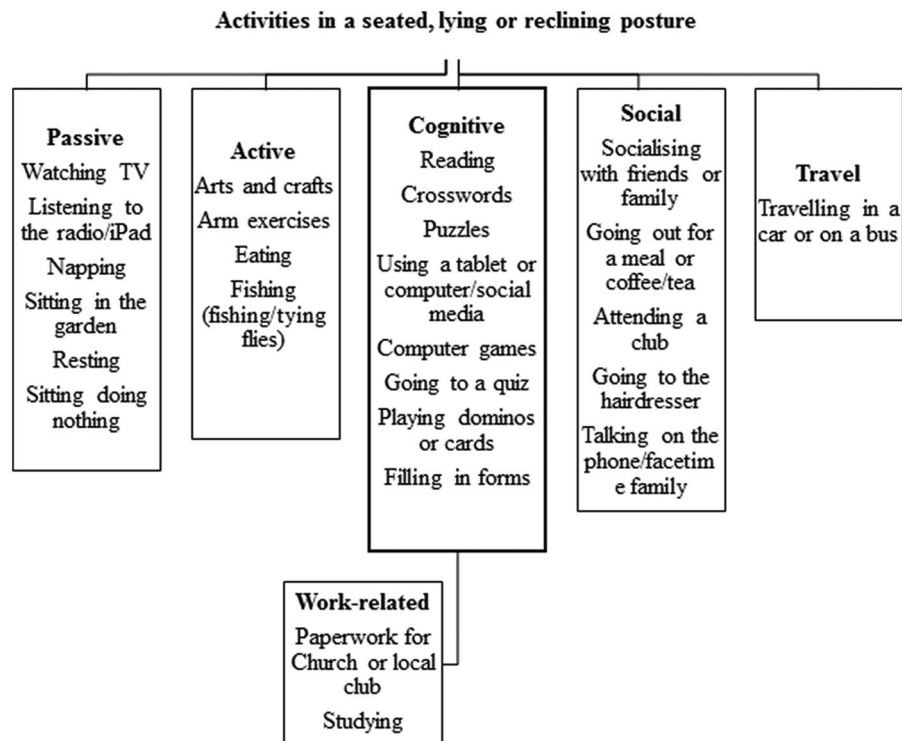 Activities in a seated, lying or reclining posture
Passive
Watching TV
Listening to
the radio/iPad
Napping
Sitting in the
garden
Resting
Sitting doing
nothing
Active
Arts and crafts
Arm exercises
Eating
Fishing
(fishing/tying
flies)
Cognitive
Reading
Crosswords
Puzzles
Using a tablet or
computer/social
media
Computer games
Going to a quiz
Playing dominos
or cards
Filling in forms
Social
Socialising
with friends or
family
Going out for
a meal or
coffee/tea
Attending a
club
Going to the
hairdresser
Talking on the
phone/facetim
e family
Travel
Travelling in a
car or on a bus
Work-related
Paperwork for
Church or local
club
Studying